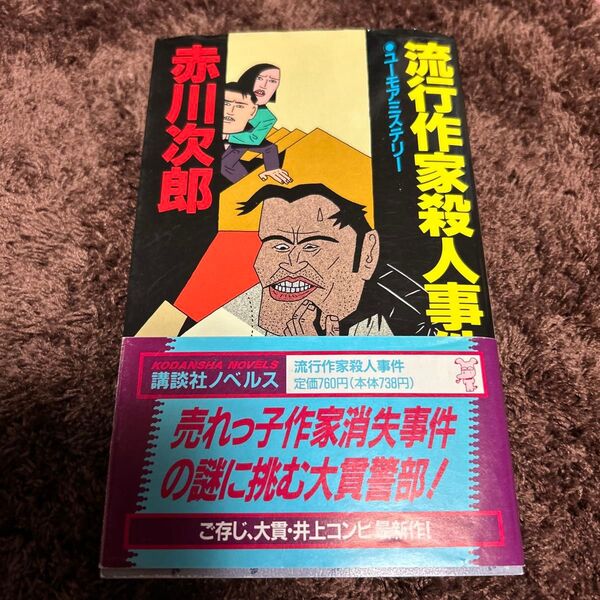 流行作家殺人事
●ユーモアミステリー
赤川次郎
KODANSHA NOVELS
講談社ノベルス
流行作家殺人事件
定価760円(本体738円)
売れっ子作家消失事件
の謎に挑む大貫警部!
ご存じ、大貫・井上コンビ最新作!